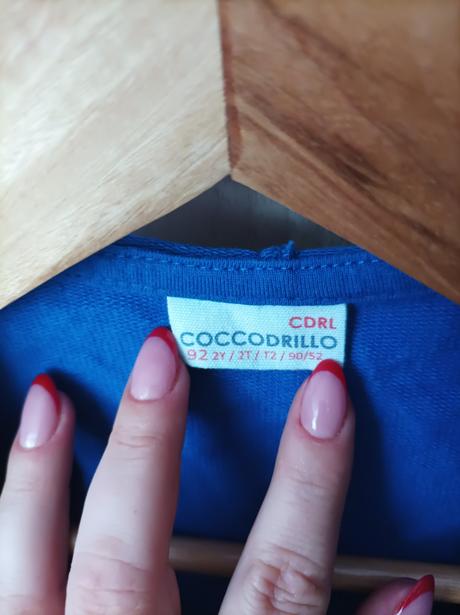 CDRL
COCCODRILLO
92 2Y / 2T / T2 / 90/52